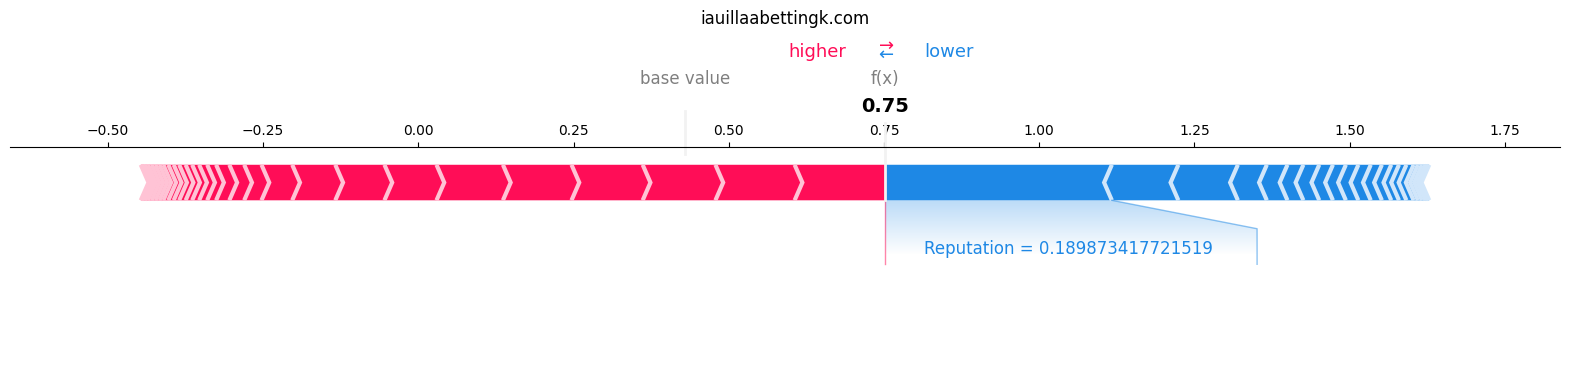 iauillaabettingk.com
higher ⇄ lower
base value f(x)
0.75
−0.50 −0.25 0.00 0.25 0.50 0.75 1.00 1.25 1.50 1.75
Reputation = 0.189873417721519